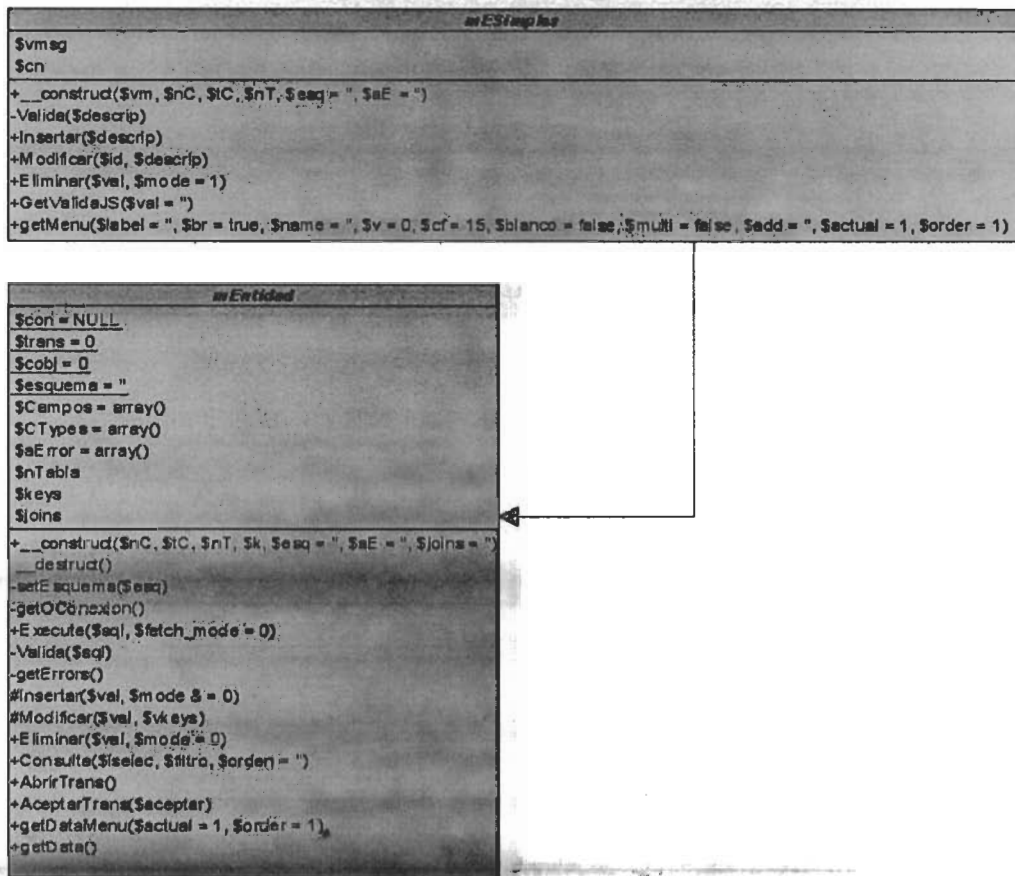 mESimples
$vmsg
$cn
+__construct($vm, $nC, $tC, $nT, $esq = '', $aE = '')
-Valida($descrip)
+Insertar($descrip)
+Modificar($id, $descrip)
+Eliminar($val, $mode = 1)
+GetValidaJS($val = '')
+getMenu($label = '', $br = true, $name = '', $v = 0, $cf = 15, $blanco = false, $multi = false, $add = '', $actual = 1, $order = 1)
mEntidad
$con = NULL
$trans = 0
$cobj = 0
$esquema = ''
$Campos = array()
$CTypes = array()
$aError = array()
$nTabla
$keys
$joins
+__construct($nC, $tC, $nT, $k, $esq = '', $aE = '', $joins = '')
__destruct()
-setEsquema($esq)
-getOConexion()
+Execute($sql, $fetch_mode = 0)
-Valida($sql)
-getErrors()
#Insertar($val, $mode & = 0)
#Modificar($val, $vkeys)
+Eliminar($val, $mode = 0)
+Consulta($lselec, $filtro, $orden = '')
+AbrirTrans()
+AceptarTrans($aceptar)
+getDataMenu($actual = 1, $order = 1)
+getData()